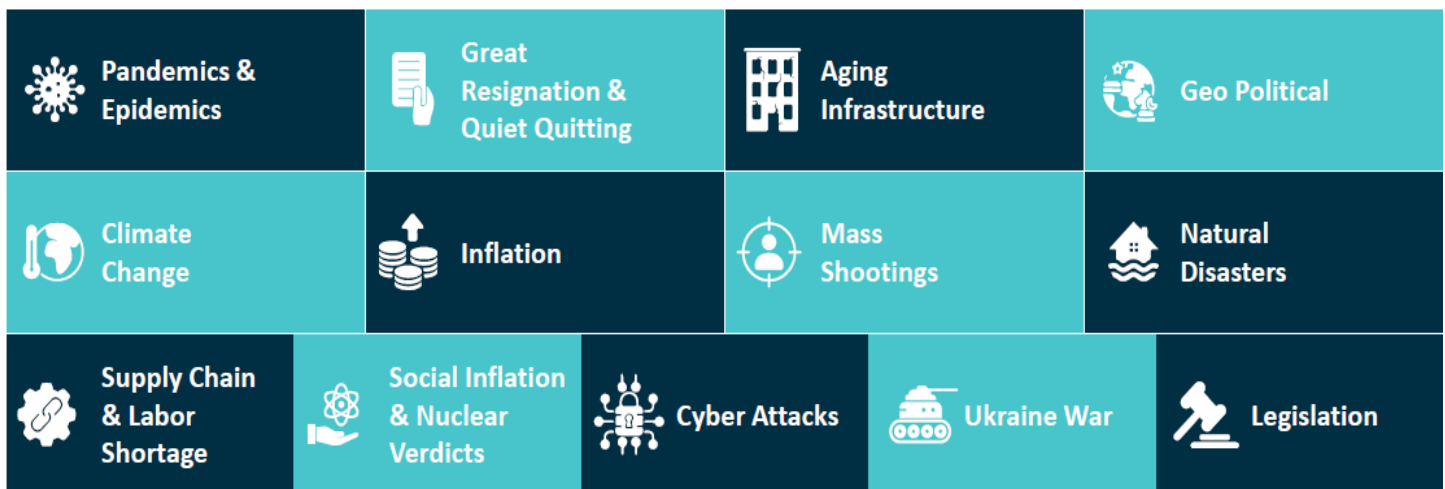 Pandemics &
Epidemics
Great
Resignation &
Quiet Quitting
Aging
Infrastructure
Geo Political
Climate
Change
Inflation
Mass
Shootings
Natural
Disasters
Supply Chain
& Labor
Shortage
Social Inflation
& Nuclear
Verdicts
Cyber Attacks
Ukraine War
Legislation